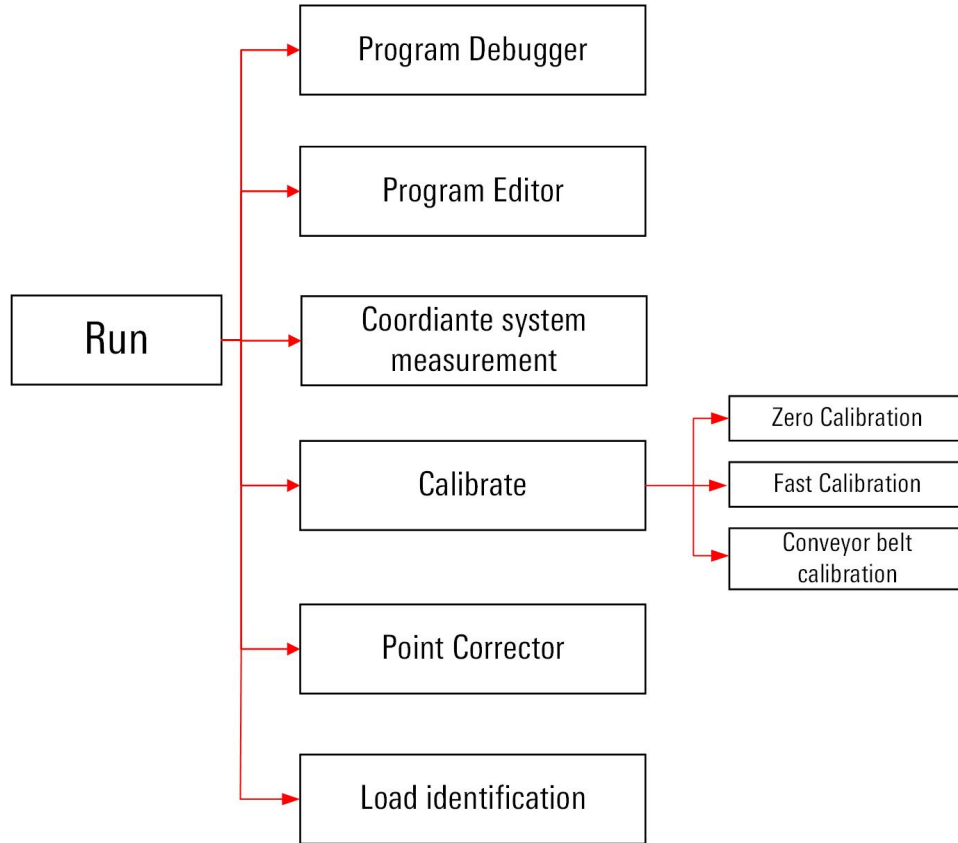 Run
Program Debugger
Program Editor
Coordiante system
measurement
Calibrate
Zero Calibration
Fast Calibration
Conveyor belt
calibration
Point Corrector
Load identification